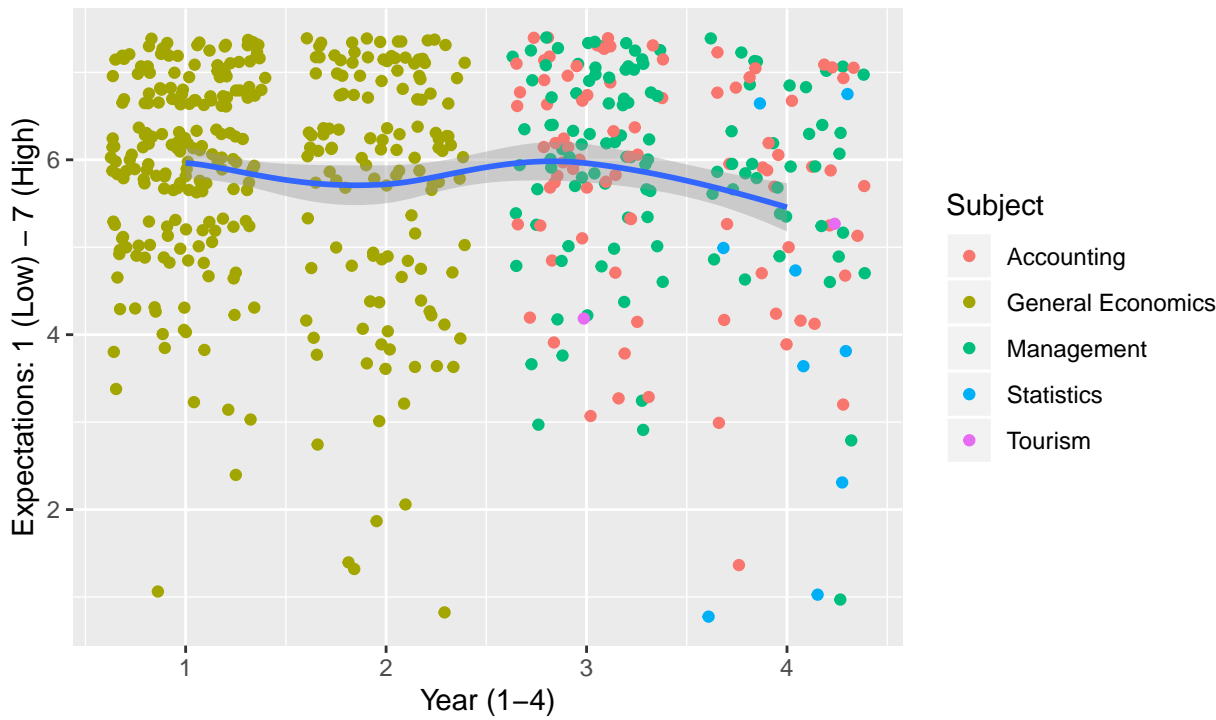 Expectations: 1 (Low) − 7 (High)
6
4
2
1
2
3
4
Year (1−4)
Subject
Accounting
General Economics
Management
Statistics
Tourism